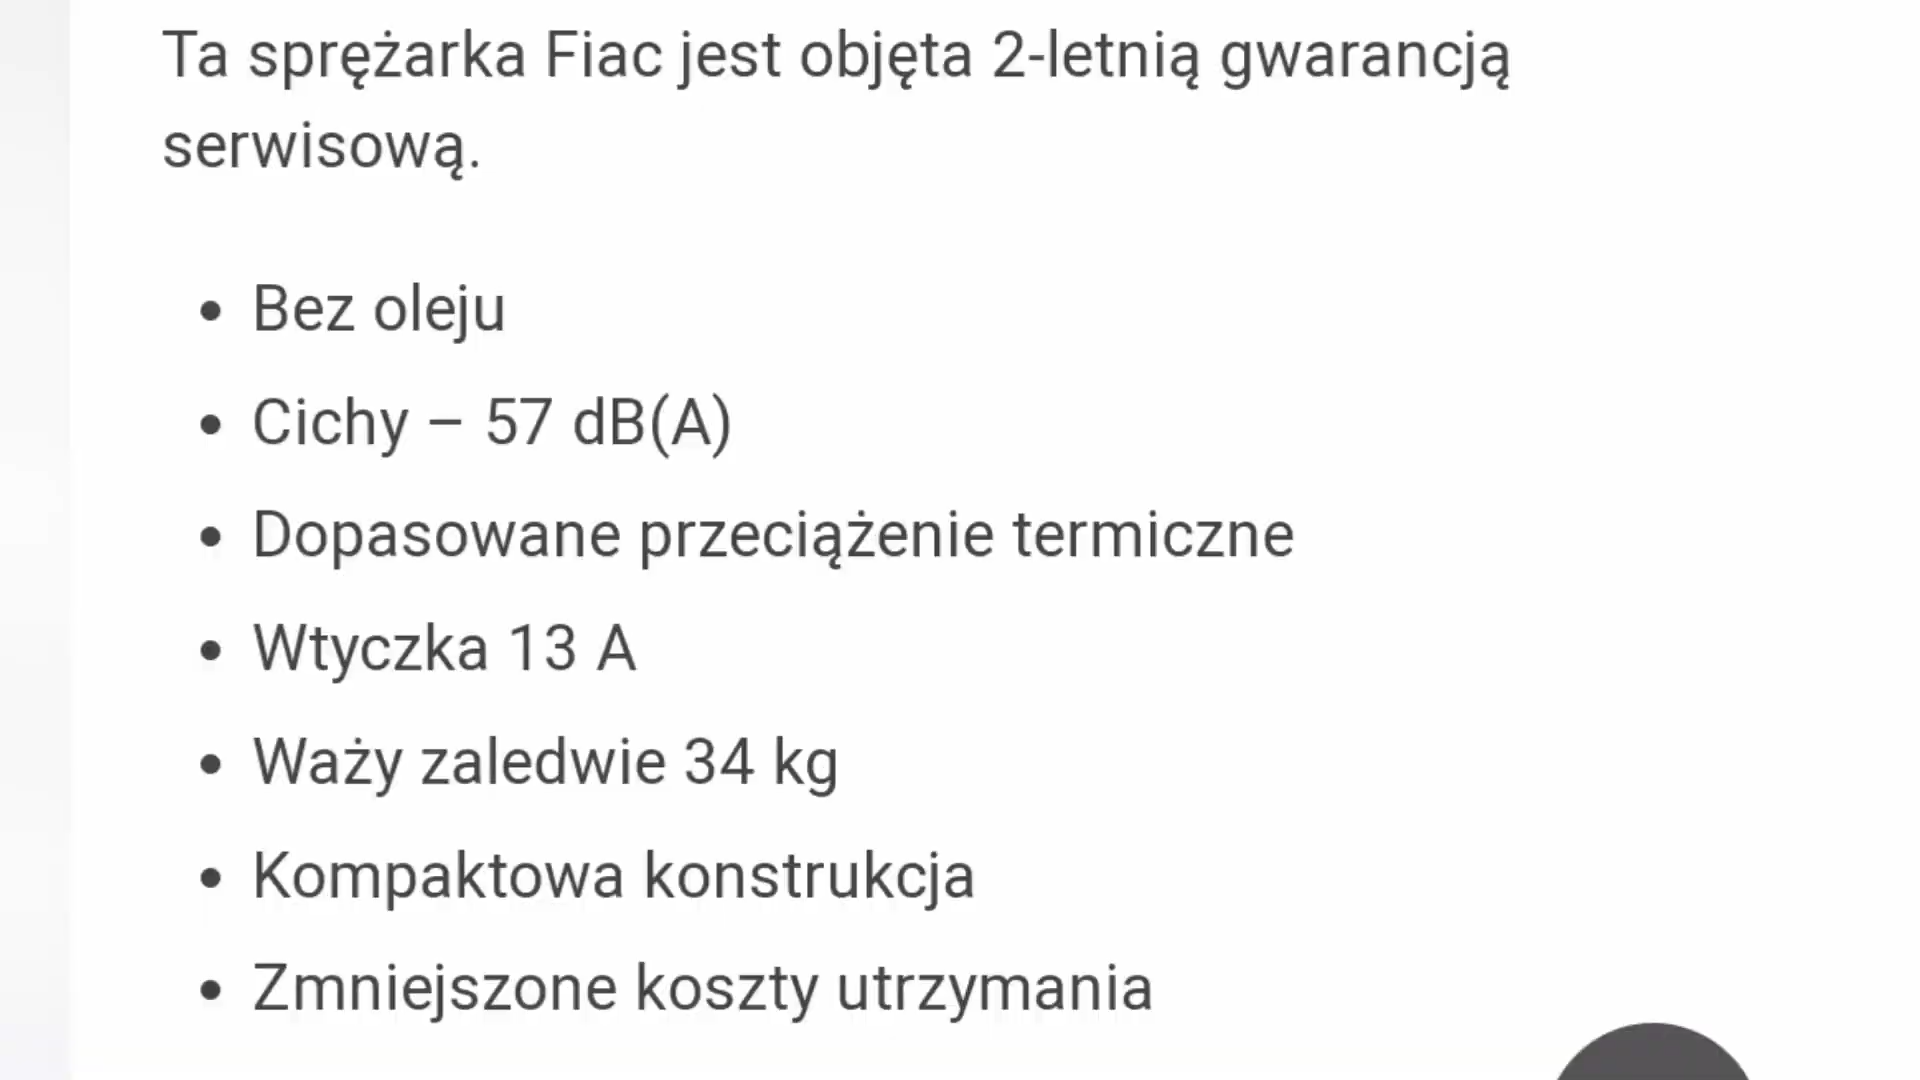 Ta sprężarka Fiac jest objęta 2-letnią gwarancją
serwisową.
• Bez oleju
• Cichy – 57 dB(A)
• Dopasowane przeciążenie termiczne
• Wtyczka 13 A
• Waży zaledwie 34 kg
• Kompaktowa konstrukcja
• Zmniejszone koszty utrzymania